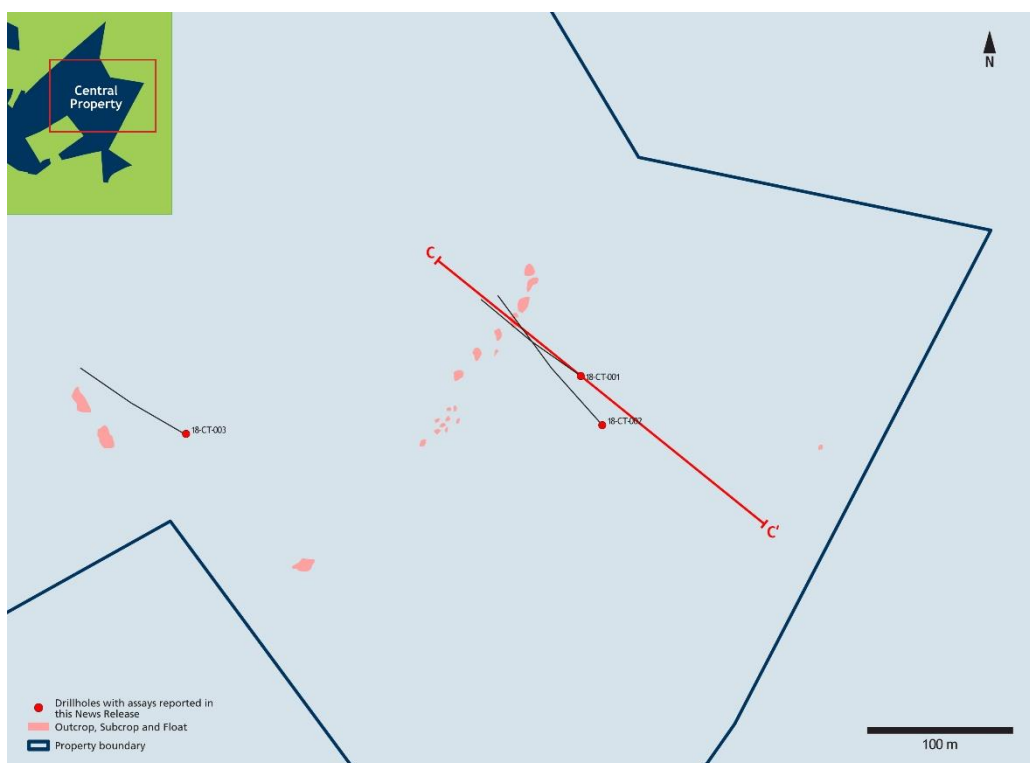 Central
Property
N
C
18-CT-001
18-CT-002
18-CT-003
C'
Drillholes with assays reported in
this News Release
Outcrop, Subcrop and Float
Property boundary
100 m